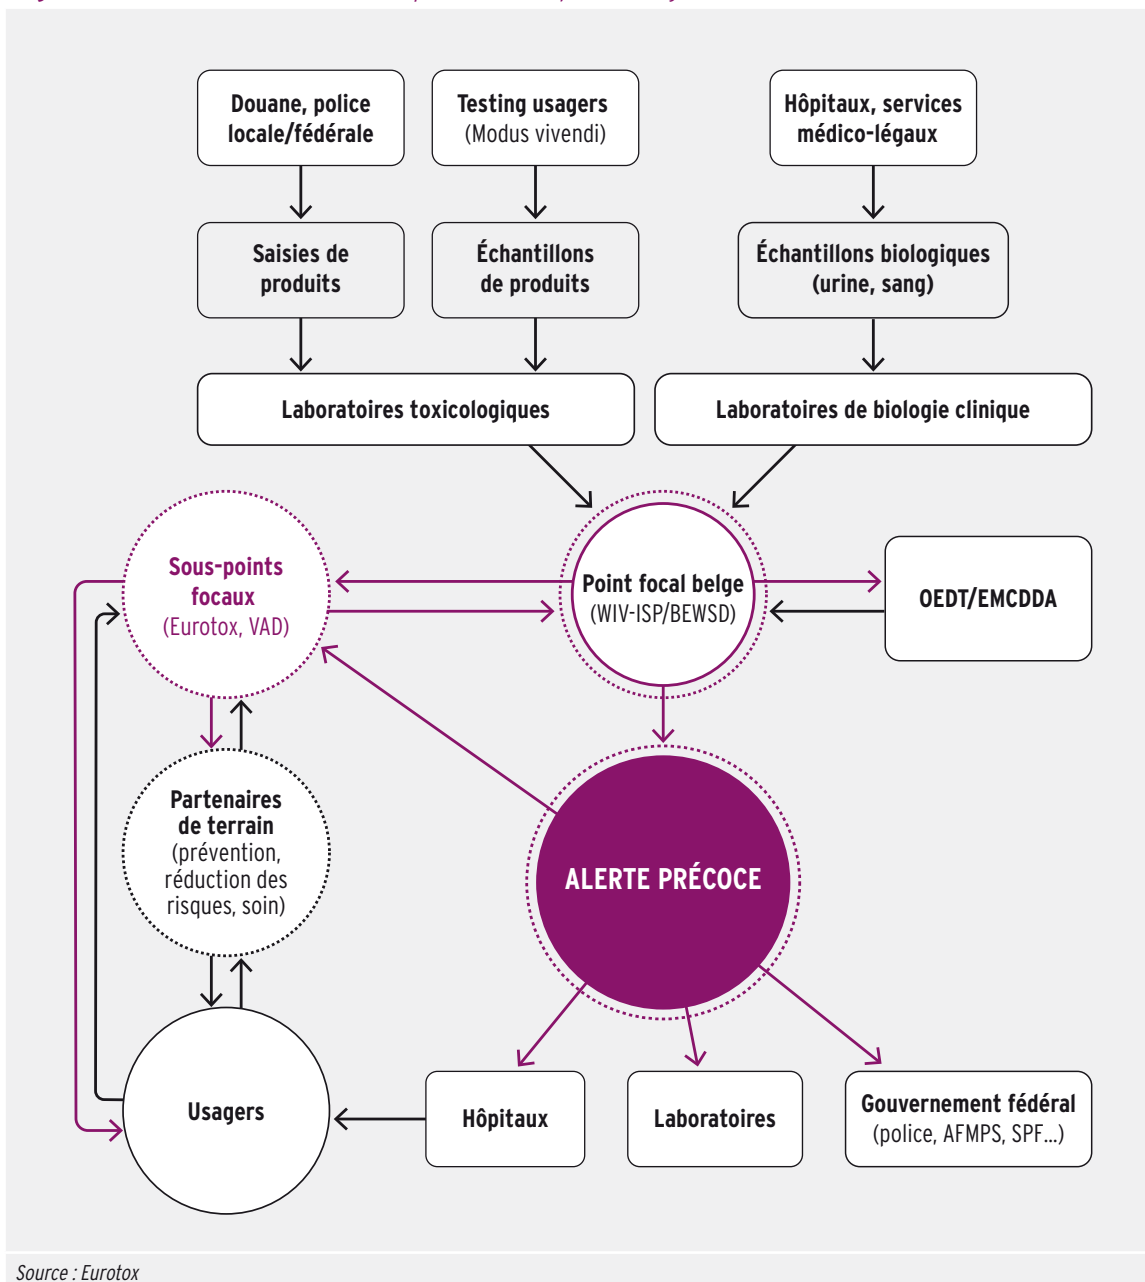 Douane, police
locale/fédérale
Testing usagers
(Modus vivendi)
Hôpitaux, services
médico-légaux
Saisies de
produits
Échantillons
de produits
Échantillons biologiques
(urine, sang)
Laboratoires toxicologiques
Laboratoires de biologie clinique
Sous-points
focaux
(Eurotox, VAD)
Point focal belge
(WIV-ISP/BEWSD)
OEDT/EMCDDA
Partenaires
de terrain
(prévention,
réduction des
risques, soin)
ALERTE PRÉCOCE
Usagers
Hôpitaux
Laboratoires
Gouvernement fédéral
(police, AFMPS, SPF...)
Source : Eurotox